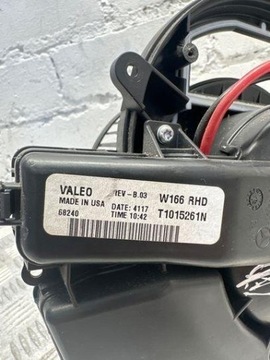 VALEO REV-B.03 W166 RHD
MADE IN USA DATE: 4117 T1015261N
68240 TIME 10:42